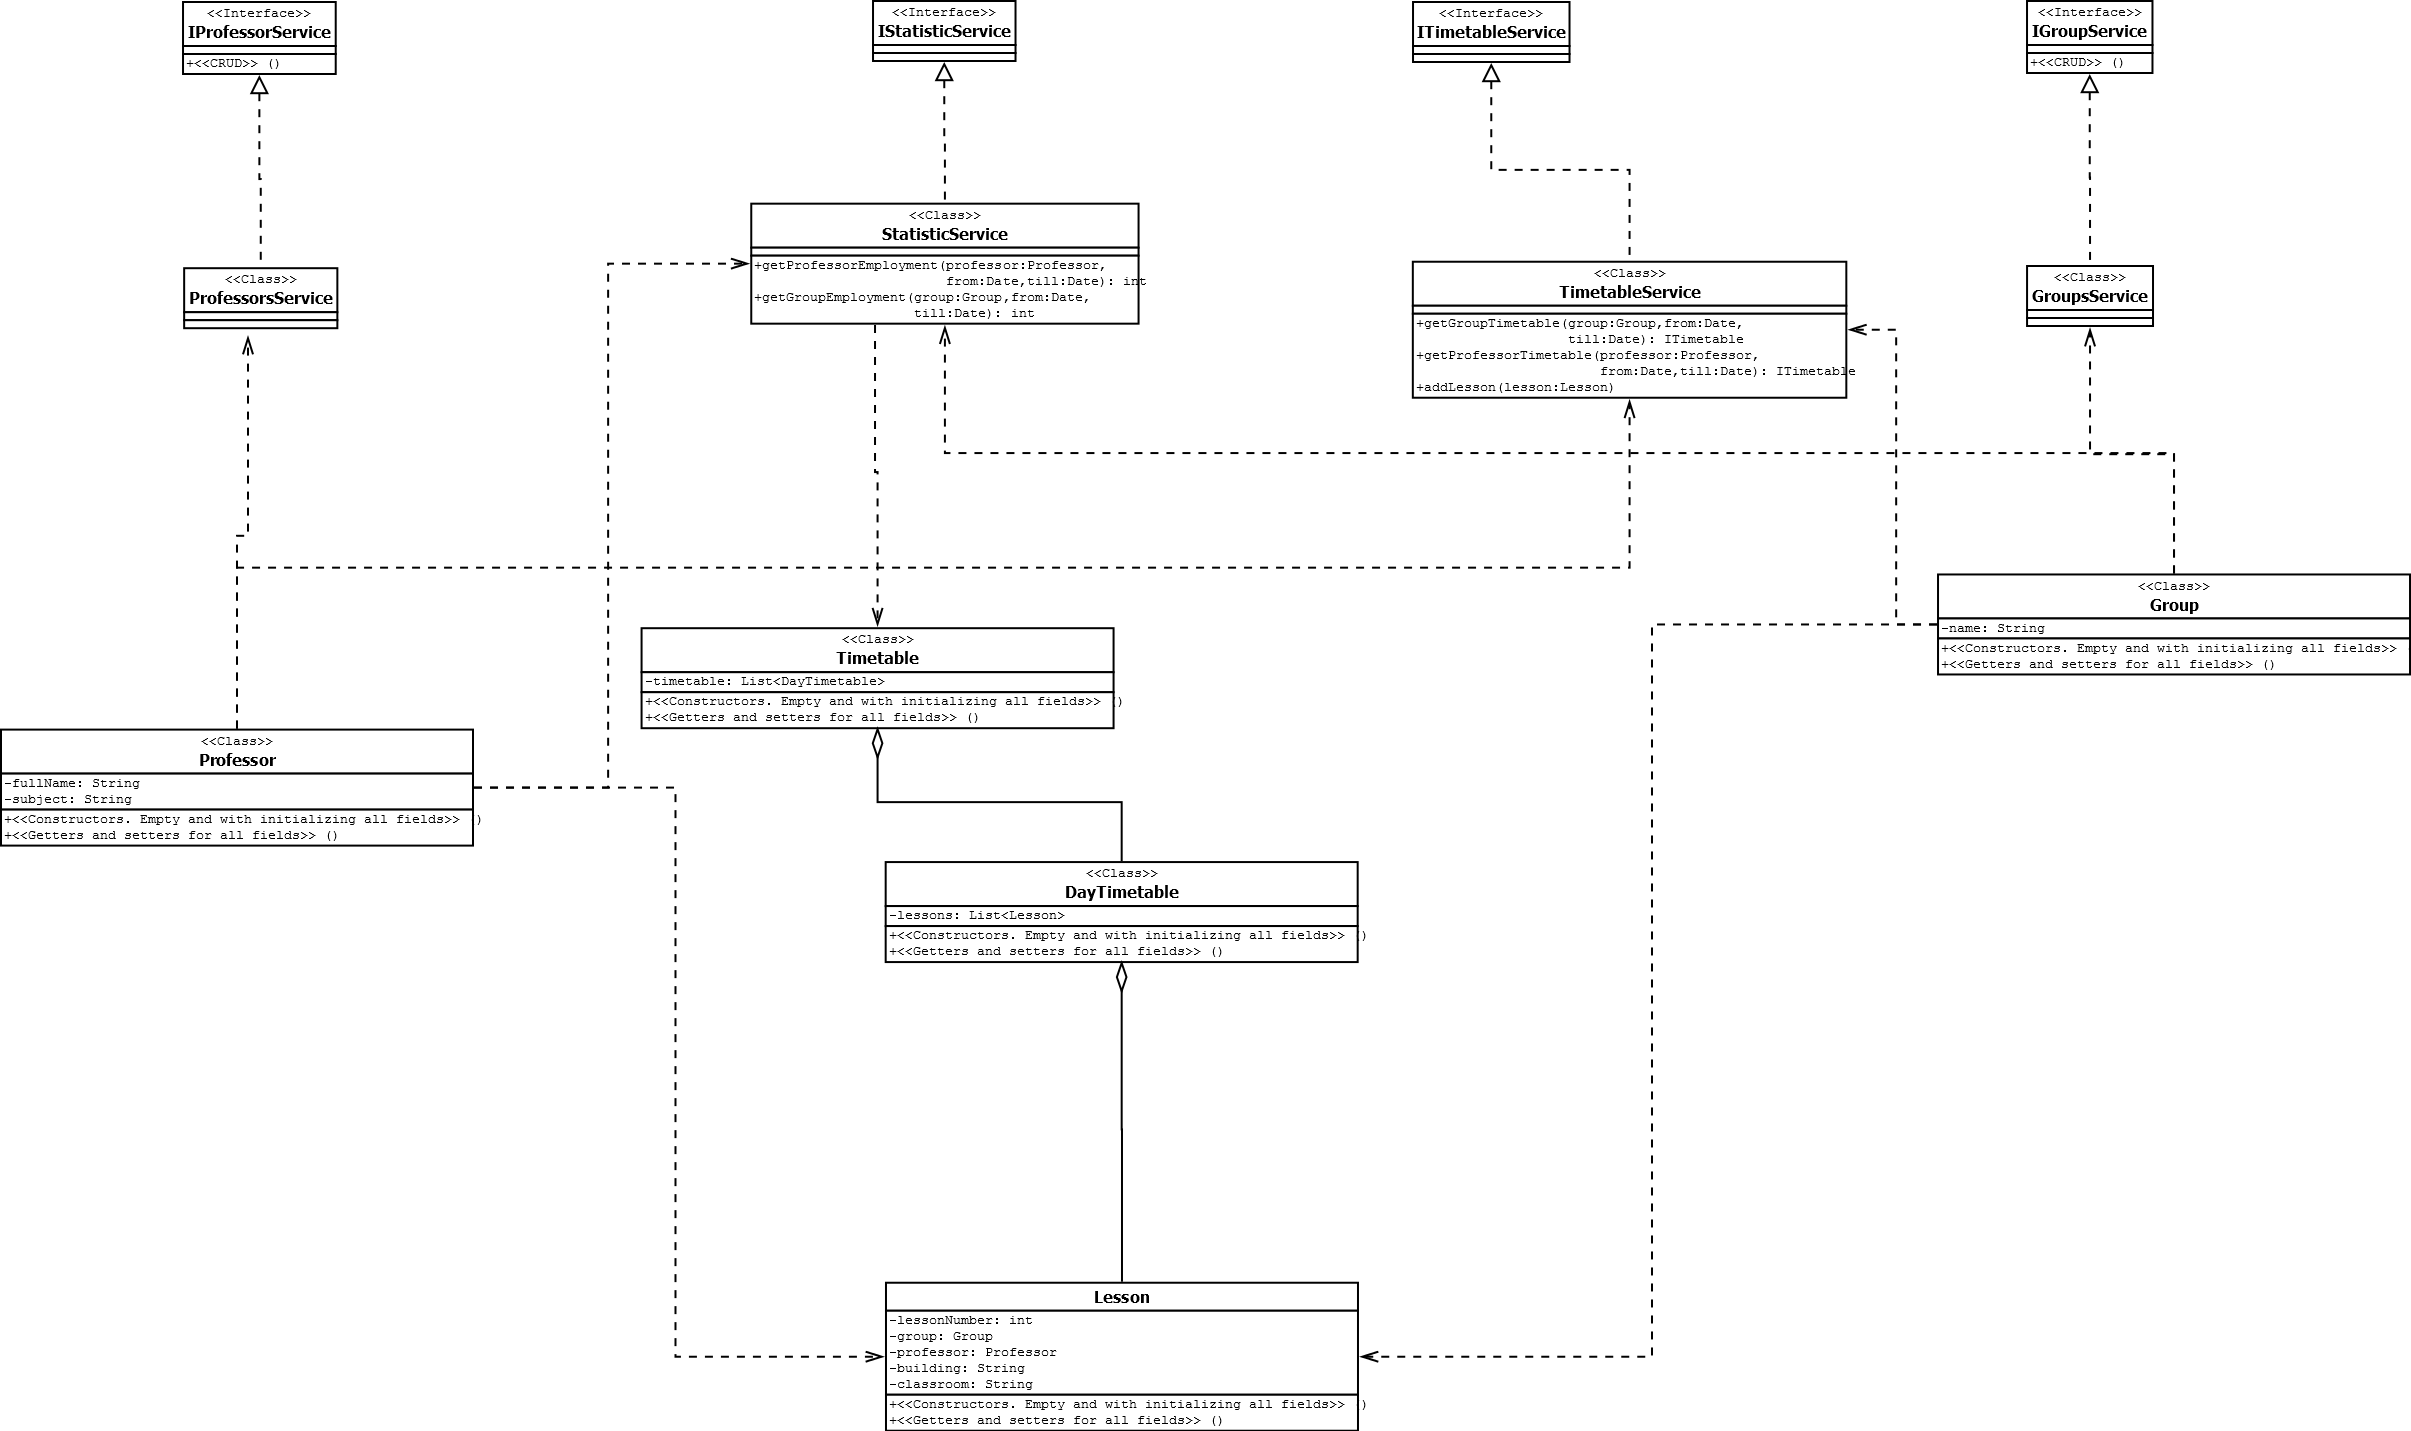 <<Interface>>
IProfessorService
+<<CRUD>> ()
<<Interface>>
IStatisticService
<<Interface>>
ITimetableService
<<Interface>>
IGroupService
+<<CRUD>> ()
<<Class>>
ProfessorsService
<<Class>>
StatisticService
+getProfessorEmployment(professor:Professor,
from:Date,till:Date): int
+getGroupEmployment(group:Group,from:Date,
till:Date): int
<<Class>>
TimetableService
+getGroupTimetable(group:Group,from:Date,
till:Date): ITimetable
+getProfessorTimetable(professor:Professor,
from:Date,till:Date): ITimetable
+addLesson(lesson:Lesson)
<<Class>>
GroupsService
<<Class>>
Group
-name: String
+<<Constructors. Empty and with initializing all fields>>
+<<Getters and setters for all fields>> ()
<<Class>>
Timetable
-timetable: List<DayTimetable>
+<<Constructors. Empty and with initializing all fields>> ()
+<<Getters and setters for all fields>> ()
<<Class>>
Professor
-fullName: String
-subject: String
+<<Constructors. Empty and with initializing all fields>> ()
+<<Getters and setters for all fields>> ()
<<Class>>
DayTimetable
-lessons: List<Lesson>
+<<Constructors. Empty and with initializing all fields>> ()
+<<Getters and setters for all fields>> ()
Lesson
-lessonNumber: int
-group: Group
-professor: Professor
-building: String
-classroom: String
+<<Constructors. Empty and with initializing all fields>> ()
+<<Getters and setters for all fields>> ()